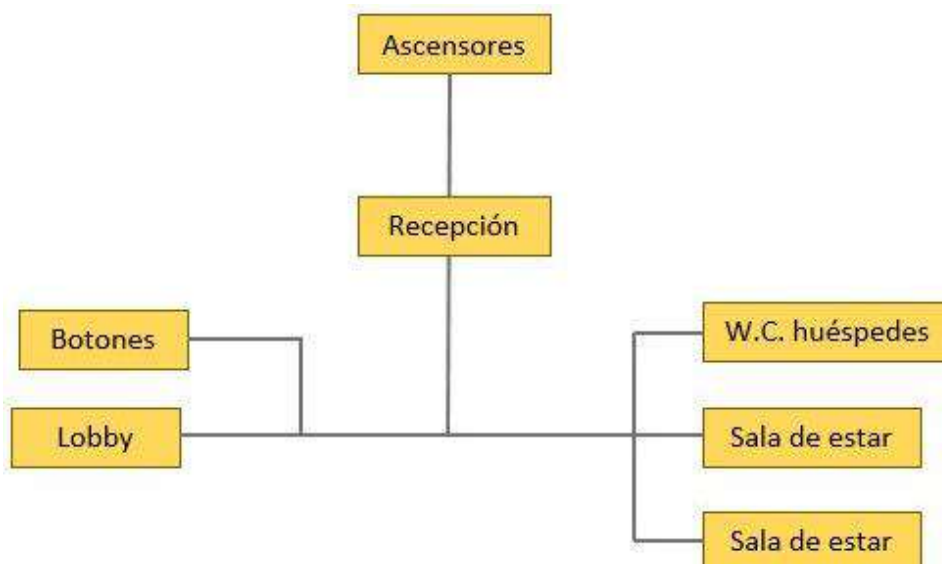 Ascensores
Recepción
Botones
W.C. huéspedes
Lobby
Sala de estar
Sala de estar